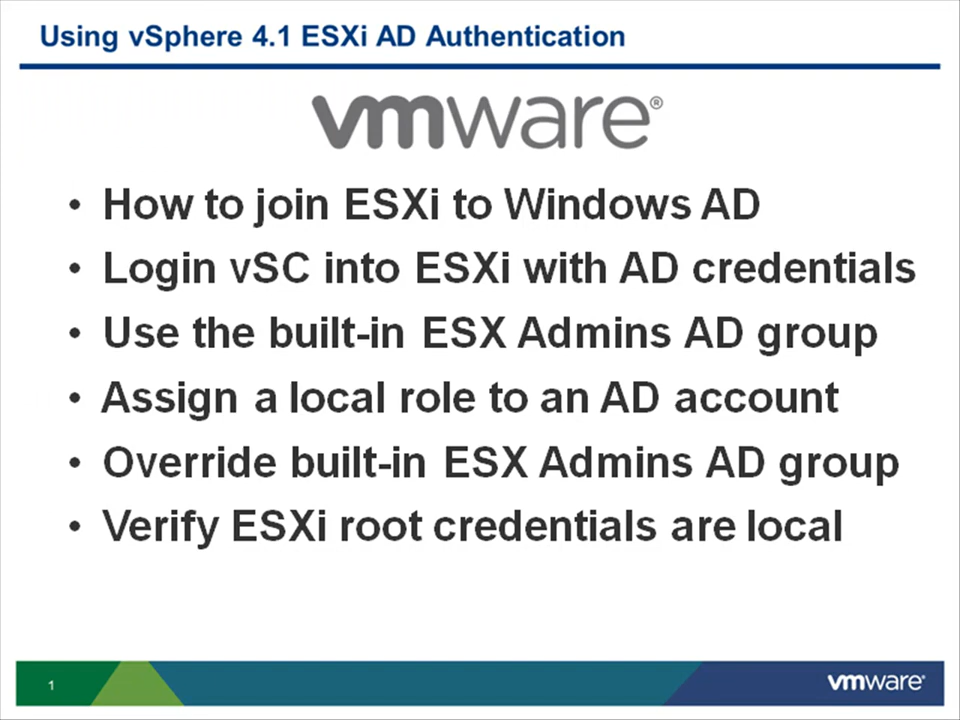 Using vSphere 4.1 ESXi AD Authentication
vmware®
• How to join ESXi to Windows AD
• Login vSC into ESXi with AD credentials
• Use the built-in ESX Admins AD group
• Assign a local role to an AD account
• Override built-in ESX Admins AD group
• Verify ESXi root credentials are local
1
vmware®